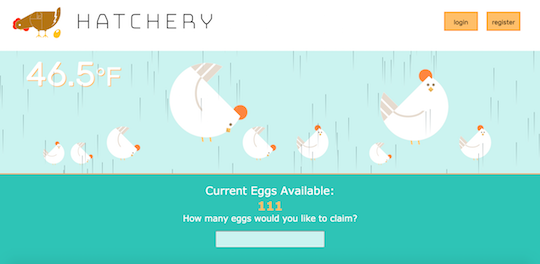 HATCHERY
login
register
46.5°F
Current Eggs Available:
111
How many eggs would you like to claim?